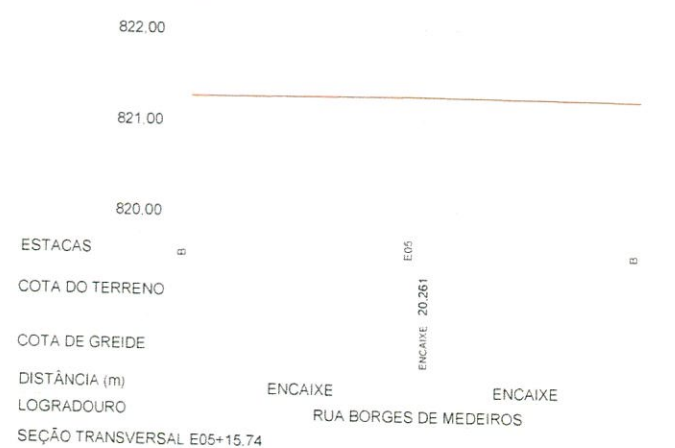 822,00
821,00
820,00
ESTACAS B E05 B
COTA DO TERRENO
ENCAIXE 20,261
COTA DE GREIDE
DISTÂNCIA (m) ENCAIXE ENCAIXE
LOGRADOURO RUA BORGES DE MEDEIROS
SEÇÃO TRANSVERSAL E05+15,74